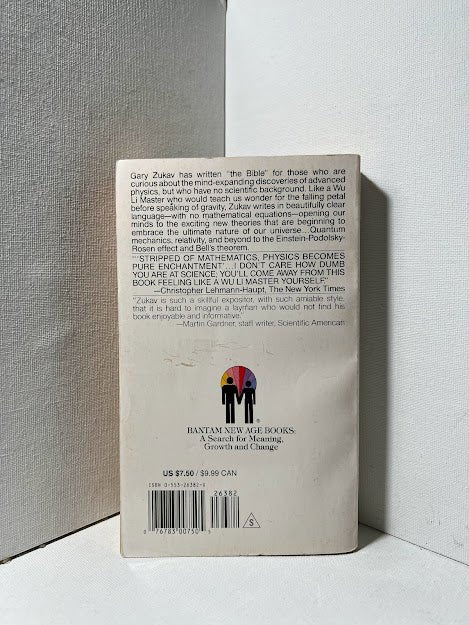 Gary Zukav has written "the Bible" for those who are
curious about the mind-expanding discoveries of advanced
physics, but who have no scientific background. Like a Wu
Li Master who would teach us wonder for the falling petal
before speaking of gravity, Zukav writes in beautifully clear
language—with no mathematical equations—opening our
minds to the exciting new theories that are beginning to
embrace the ultimate nature of our universe...Quantum
mechanics, relativity, and beyond to the Einstein-Podolsky-
Rosen effect and Bell's theorem.
"'STRIPPED OF MATHEMATICS, PHYSICS BECOMES
PURE ENCHANTMENT'... I DON'T CARE HOW DUMB
YOU ARE AT SCIENCE; YOU'LL COME AWAY FROM THIS
BOOK FEELING LIKE A WU LI MASTER YOURSELF"
—Christopher Lehmann-Haupt, The New York Times
"Zukav is such a skillful expositor, with such amiable style,
that it is hard to imagine a layman who would not find his
book enjoyable and informative."
—Martin Gardner, staff writer, Scientific American
®
BANTAM NEW AGE BOOKS:
A Search for Meaning,
Growth and Change
US $7.50 / $9.99 CAN
ISBN 0-553-26382-X
26382
0 76783 00750 5
S